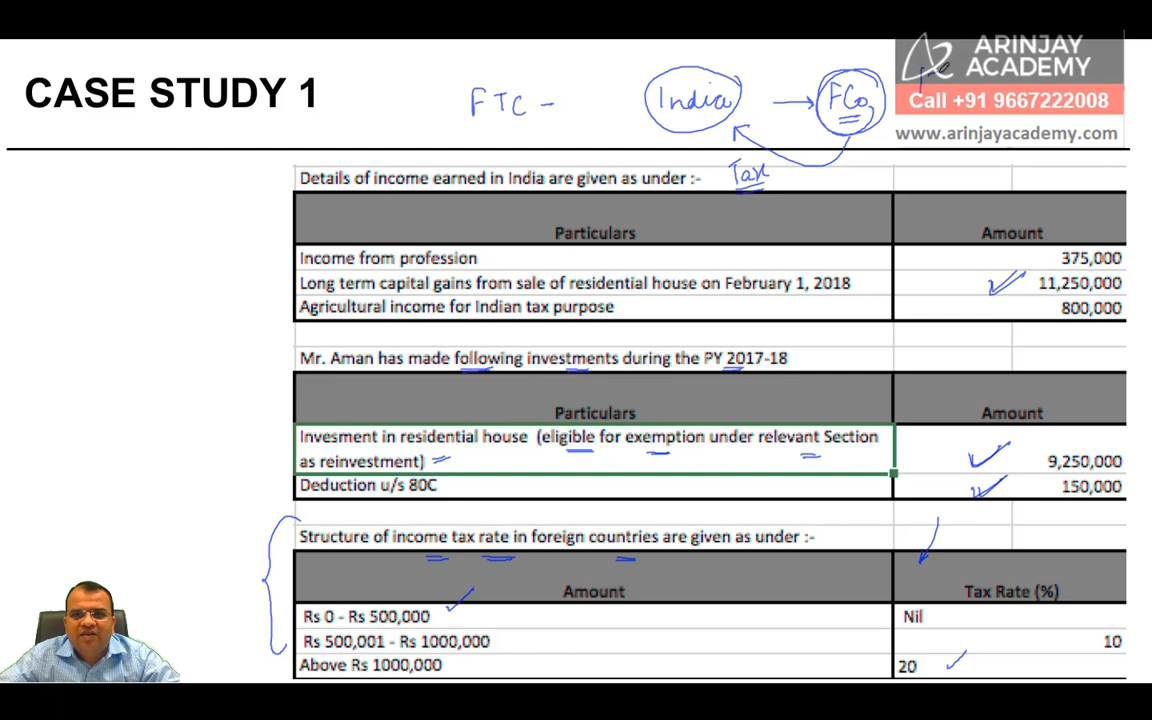 CASE STUDY 1
FTC -
India
FCo,
Tax
ARINJAY
ACADEMY
Call +91 9667222008
www.arinjayacademy.com
Details of income earned in India are given as under :-
Particulars Amount
Income from profession 375,000
Long term capital gains from sale of residential house on February 1, 2018 11,250,000
Agricultural income for Indian tax purpose 800,000
Mr. Aman has made following investments during the PY 2017-18
Particulars Amount
Invesment in residential house (eligible for exemption under relevant Section
as reinvestment) 9,250,000
Deduction u/s 80C 150,000
Structure of income tax rate in foreign countries are given as under :-
Amount Tax Rate (%)
Rs 0 - Rs 500,000 Nil
Rs 500,001 - Rs 1000,000 10
Above Rs 1000,000 20